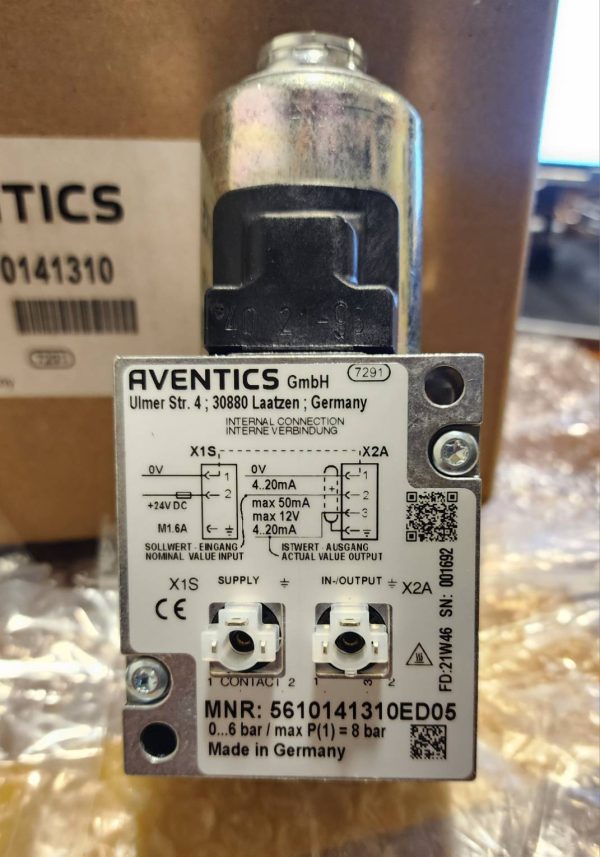 NTICS
0141310
7291
AVENTICS GmbH 7291
Ulmer Str. 4 ; 30880 Laatzen ; Germany
INTERNAL CONNECTION
INTERNE VERBINDUNG
X1S X2A
0V 1 0V 1
4..20mA
+24V DC 2 max 50mA 2
max 12V 3
M1.6A 4..20mA
SOLLWERT - EINGANG ISTWERT - AUSGANG
NOMINAL VALUE INPUT ACTUAL VALUE OUTPUT
X1S SUPPLY IN-/OUTPUT X2A
CE
1 CONTACT 2 1 3 2
FD:21W46 SN: 001692
MNR: 5610141310ED05
0...6 bar / max P(1) = 8 bar
Made in Germany